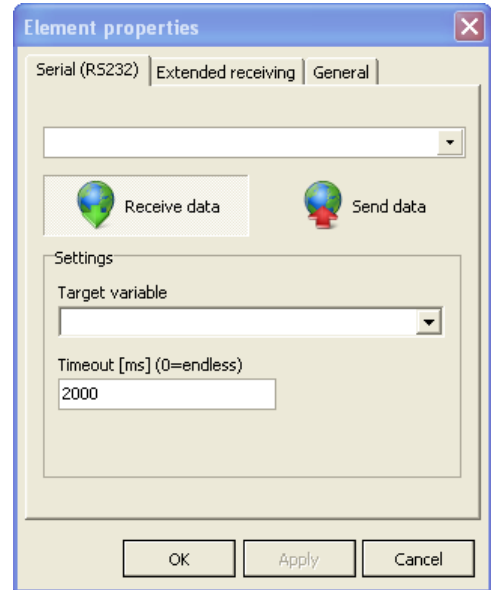 Element properties
Serial (RS232) Extended receiving General
Receive data Send data
Settings
Target variable
Timeout [ms] (0=endless)
2000
OK Apply Cancel